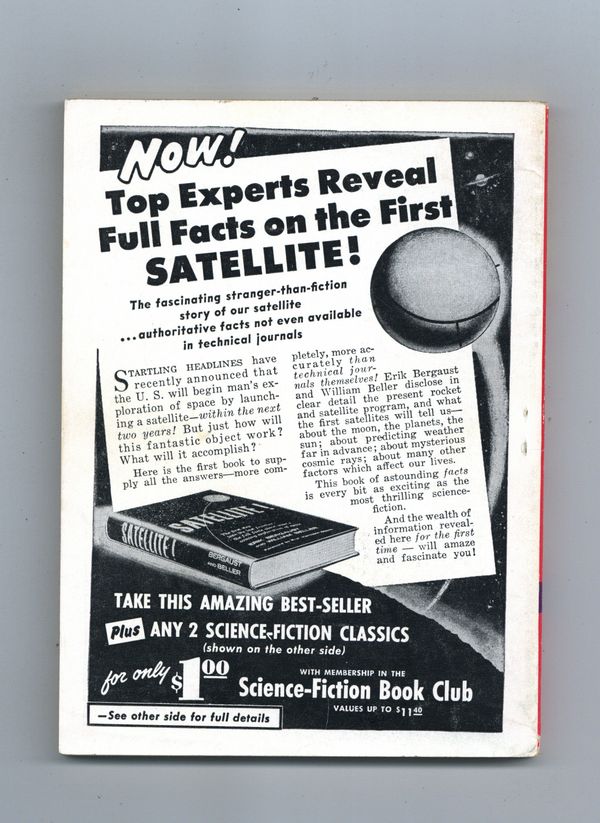 Now!
Top Experts Reveal
Full Facts on the First
SATELLITE!
The fascinating stranger-than-fiction
story of our satellite
...authoritative facts not even available
in technical journals
STARTLING HEADLINES have
recently announced that
the U. S. will begin man's ex-
ploration of space by launch-
ing a satellite—within the next
two years! But just how will
this fantastic object work?
What will it accomplish?
Here is the first book to sup-
ply all the answers—more com-
pletely, more ac-
curately than
technical jour-
nals themselves! Erik Bergaust
and William Beller disclose in
clear detail the present rocket
and satellite program, and what
the first satellites will tell us—
about the moon, the planets, the
sun; about predicting weather
far in advance; about mysterious
cosmic rays; about many other
factors which affect our lives.
This book of astounding facts
is every bit as exciting as the
most thrilling science-
fiction.
And the wealth of
information reveal-
ed here for the first
time — will amaze
and fascinate you!
SATELLITE!
SATELLITE!
BERGAUST
AND BELLER
TAKE THIS AMAZING BEST-SELLER
Plus ANY 2 SCIENCE-FICTION CLASSICS
(shown on the other side)
for only $1.00
WITH MEMBERSHIP IN THE
Science-Fiction Book Club
VALUES UP TO $11.40
—See other side for full details